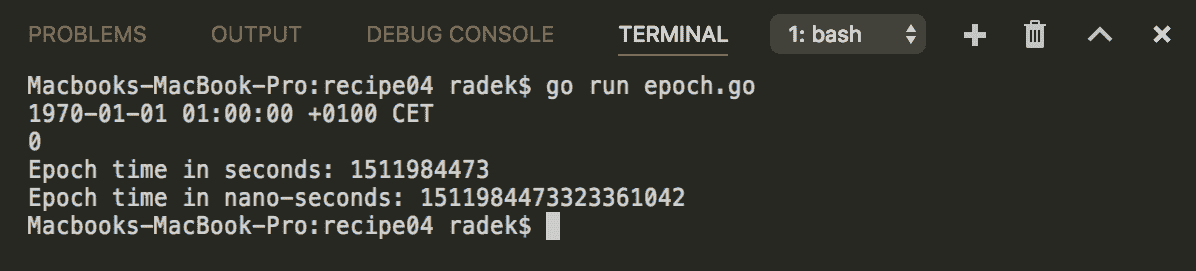 PROBLEMS OUTPUT DEBUG CONSOLE TERMINAL 1: bash
Macbooks-MacBook-Pro:recipe04 radek$ go run epoch.go
1970-01-01 01:00:00 +0100 CET
0
Epoch time in seconds: 1511984473
Epoch time in nano-seconds: 1511984473323361042
Macbooks-MacBook-Pro:recipe04 radek$